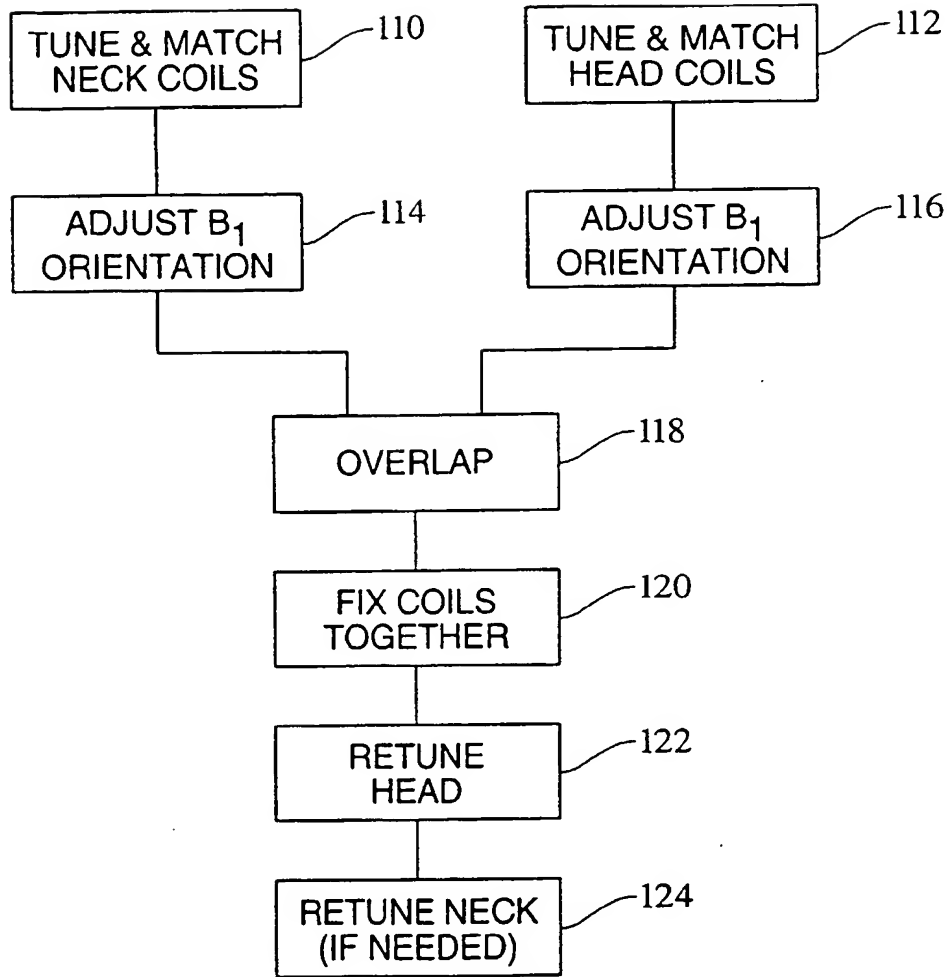 TUNE & MATCH
NECK COILS
110
TUNE & MATCH
HEAD COILS
112
ADJUST B1
ORIENTATION
114
ADJUST B1
ORIENTATION
116
OVERLAP
118
FIX COILS
TOGETHER
120
RETUNE
HEAD
122
RETUNE NECK
(IF NEEDED)
124